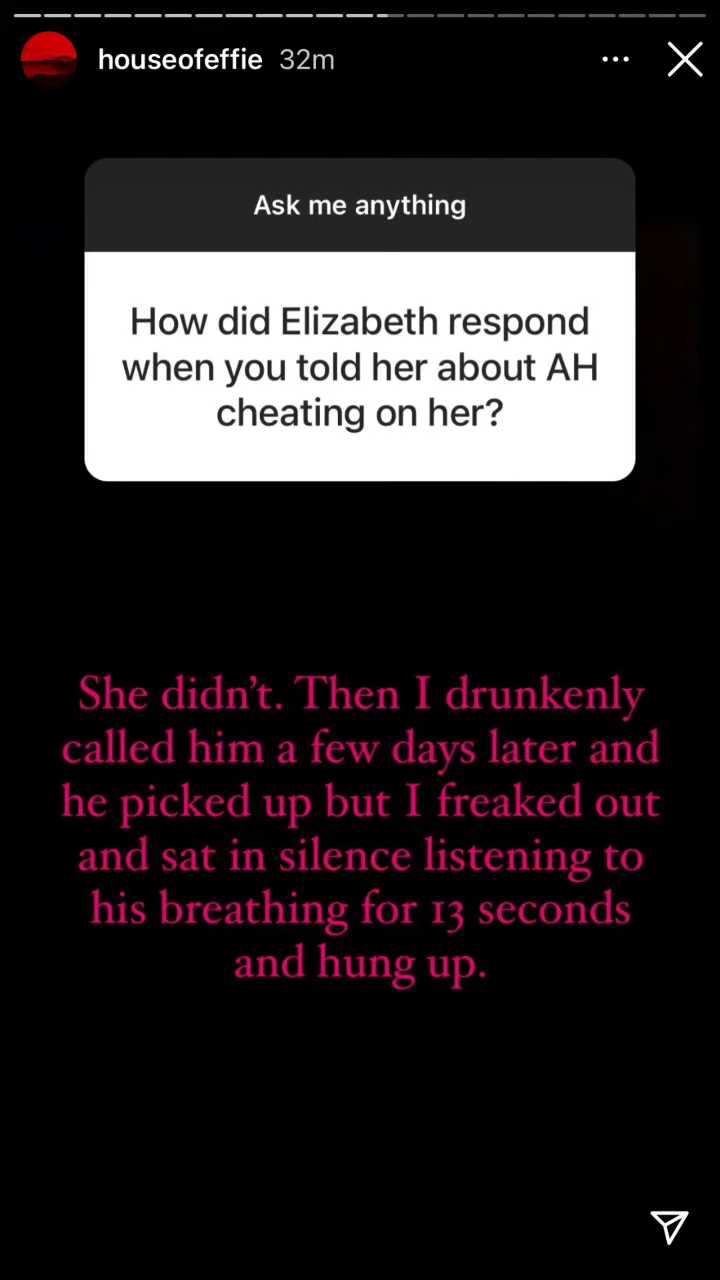 houseofeffie 32m
Ask me anything
How did Elizabeth respond
when you told her about AH
cheating on her?
She didn’t. Then I drunkenly
called him a few days later and
he picked up but I freaked out
and sat in silence listening to
his breathing for 13 seconds
and hung up.